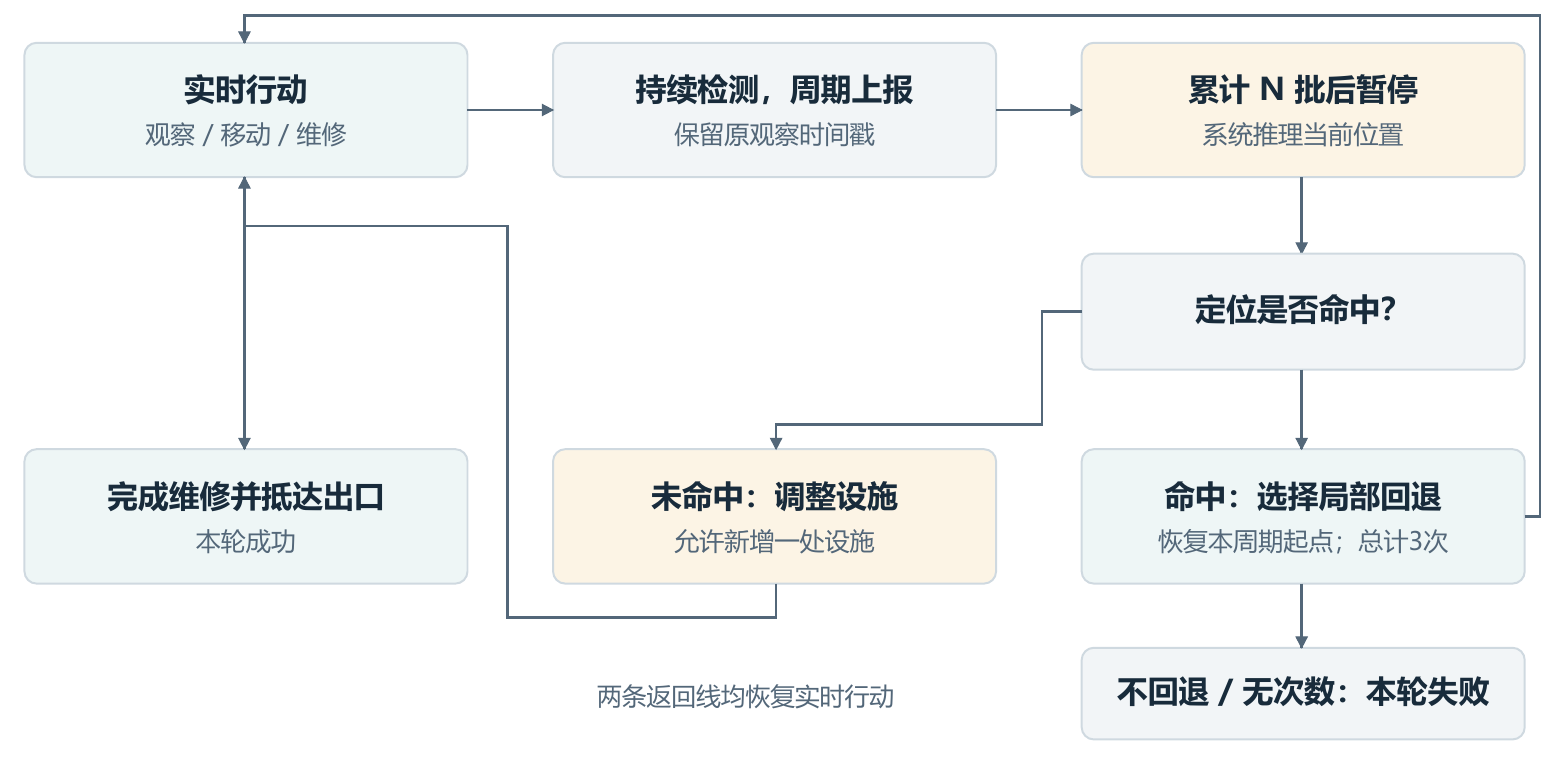 实时行动
观察 / 移动 / 维修
持续检测，周期上报
保留原观察时间戳
累计 N 批后暂停
系统推理当前位置
定位是否命中？
完成维修并抵达出口
本轮成功
未命中：调整设施
允许新增一处设施
命中：选择局部回退
恢复本周期起点；总计3次
不回退 / 无次数：本轮失败
两条返回线均恢复实时行动